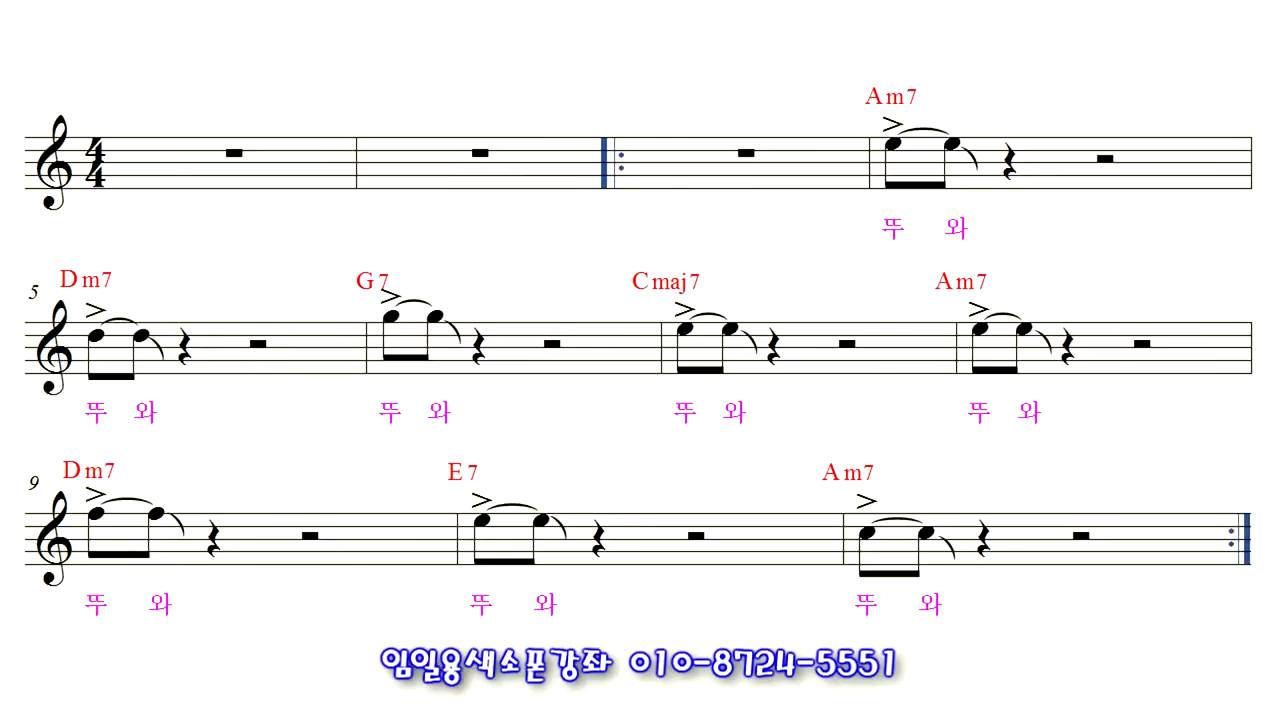 Am7
뚜 와
5 Dm7 G7 Cmaj7 Am7
뚜 와 뚜 와 뚜 와 뚜 와
9 Dm7 E7 Am7
뚜 와 뚜 와 뚜 와
임일용색소폰강좌 010-8724-5551